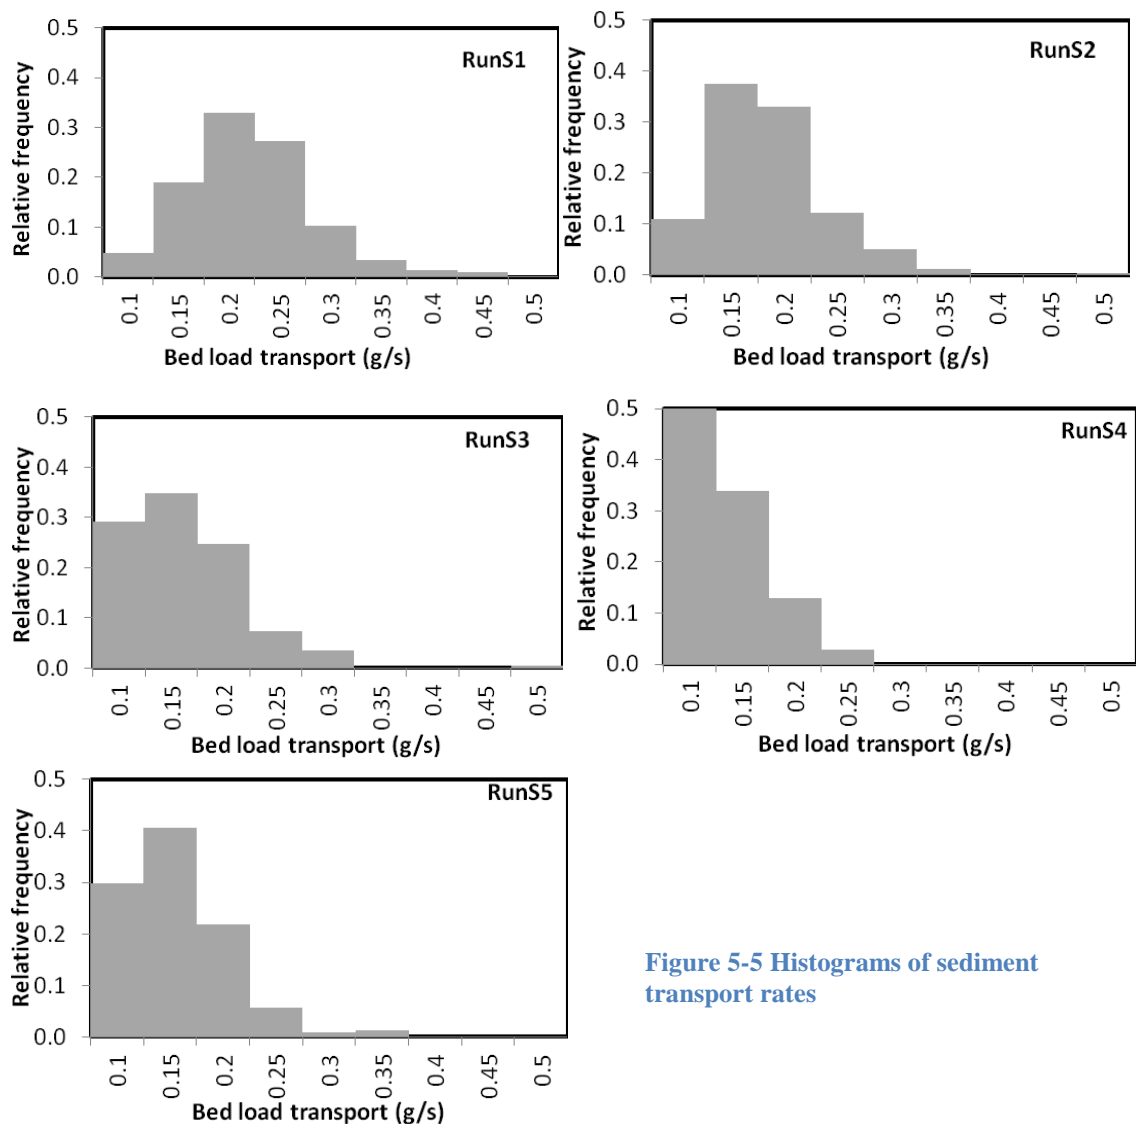 RunS1
Relative frequency
0.5
0.4
0.3
0.2
0.1
0.0
0.1 0.15 0.2 0.25 0.3 0.35 0.4 0.45 0.5
Bed load transport (g/s)
RunS2
Relative frequency
0.5
0.4
0.3
0.2
0.1
0.0
0.1 0.15 0.2 0.25 0.3 0.35 0.4 0.45 0.5
Bed load transport (g/s)
RunS3
Relative frequency
0.5
0.4
0.3
0.2
0.1
0.0
0.1 0.15 0.2 0.25 0.3 0.35 0.4 0.45 0.5
Bed load transport (g/s)
RunS4
Relative frequency
0.5
0.4
0.3
0.2
0.1
0.0
0.1 0.15 0.2 0.25 0.3 0.35 0.4 0.45 0.5
Bed load transport (g/s)
RunS5
Relative frequency
0.5
0.4
0.3
0.2
0.1
0.0
0.1 0.15 0.2 0.25 0.3 0.35 0.4 0.45 0.5
Bed load transport (g/s)
Figure 5-5 Histograms of sediment
transport rates